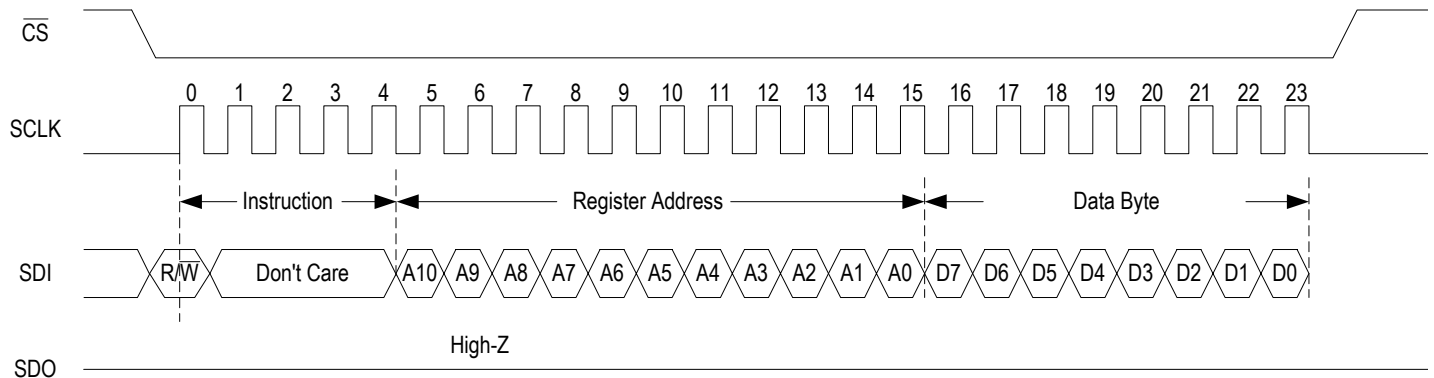 CS
0 1 2 3 4 5 6 7 8 9 10 11 12 13 14 15 16 17 18 19 20 21 22 23
SCLK
Instruction Register Address Data Byte
SDI R/W Don't Care A10 A9 A8 A7 A6 A5 A4 A3 A2 A1 A0 D7 D6 D5 D4 D3 D2 D1 D0
High-Z
SDO